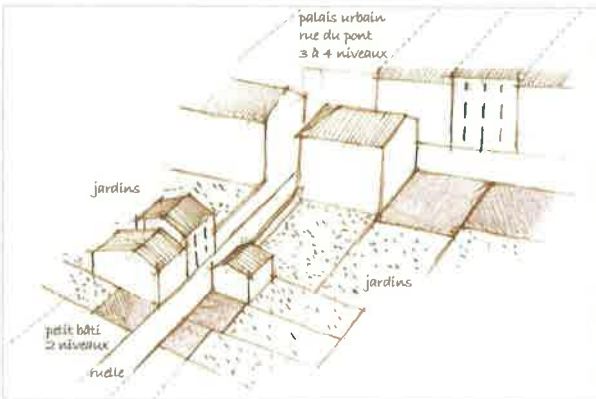 palais urbain
rue du pont
3 à 4 niveaux
jardins
jardins
petit bâti
2 niveaux
ruelle